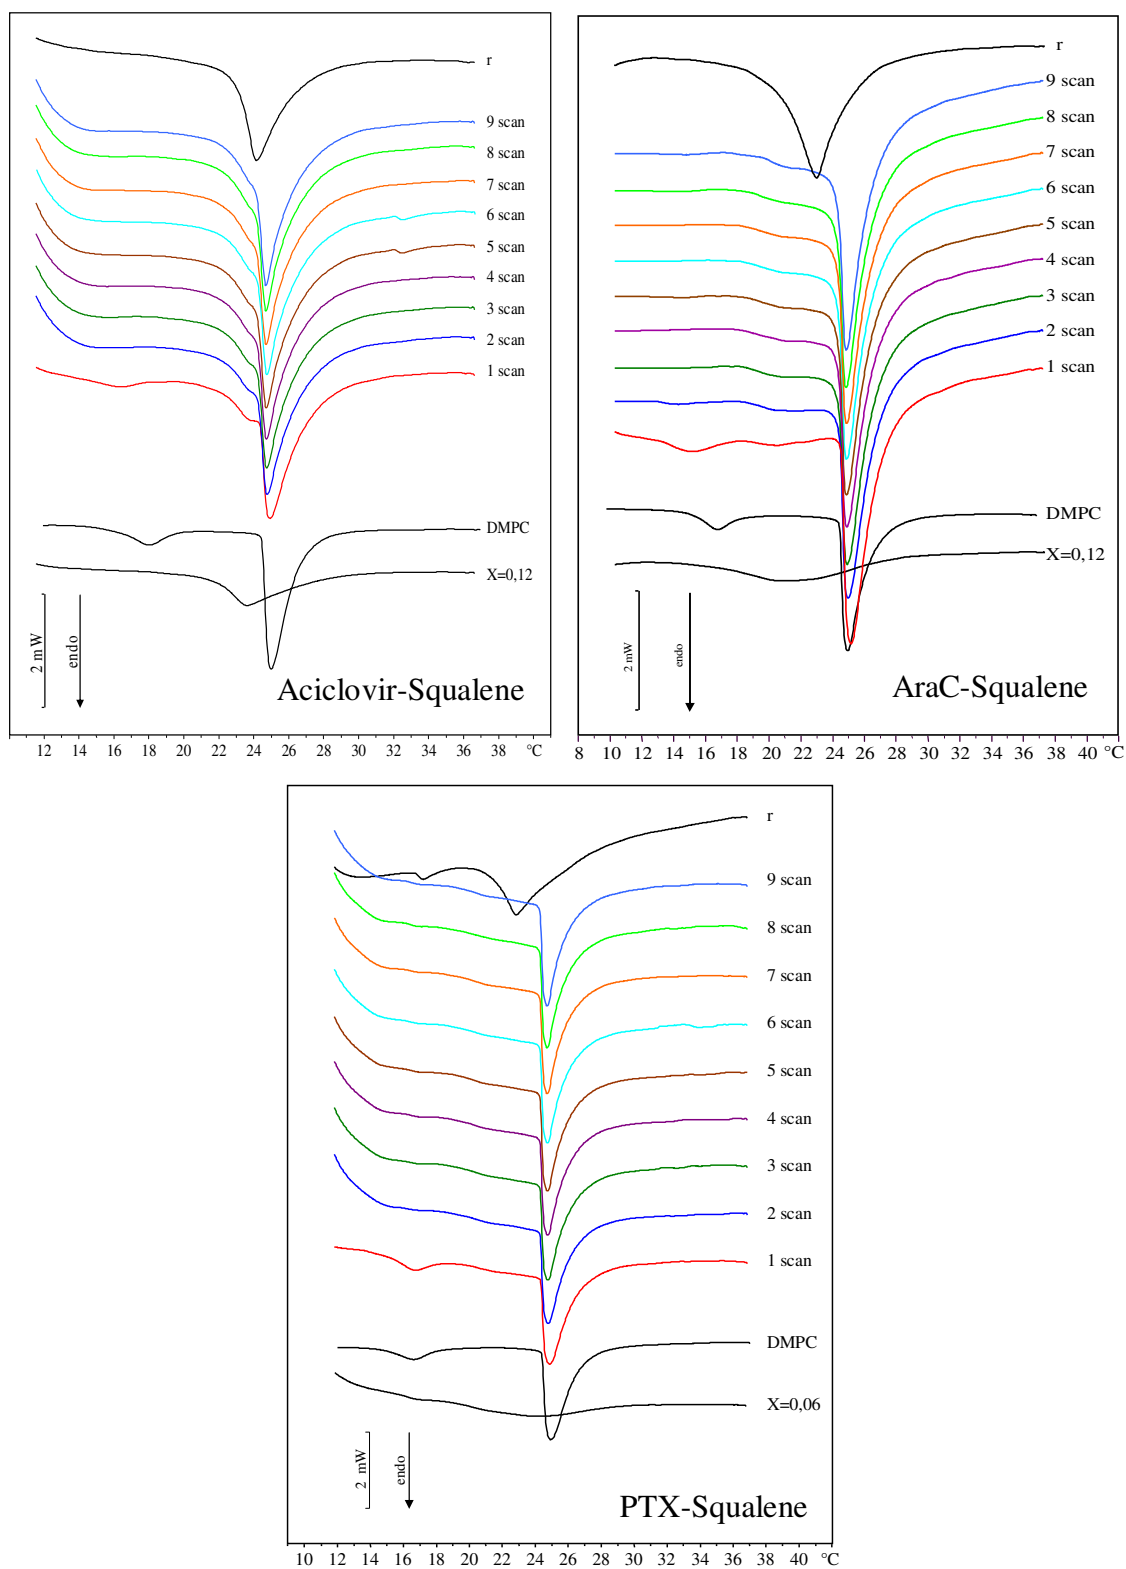 r
9 scan
8 scan
7 scan
6 scan
5 scan
4 scan
3 scan
2 scan
1 scan
DMPC
X=0,12
2 mW
endo
Aciclovir-Squalene
12 14 16 18 20 22 24 26 28 30 32 34 36 38 °C
r
9 scan
8 scan
7 scan
6 scan
5 scan
4 scan
3 scan
2 scan
1 scan
DMPC
X=0,12
2 mW
endo
AraC-Squalene
8 10 12 14 16 18 20 22 24 26 28 30 32 34 36 38 40 °C
r
9 scan
8 scan
7 scan
6 scan
5 scan
4 scan
3 scan
2 scan
1 scan
DMPC
X=0,06
2 mW
endo
PTX-Squalene
10 12 14 16 18 20 22 24 26 28 30 32 34 36 38 40 °C